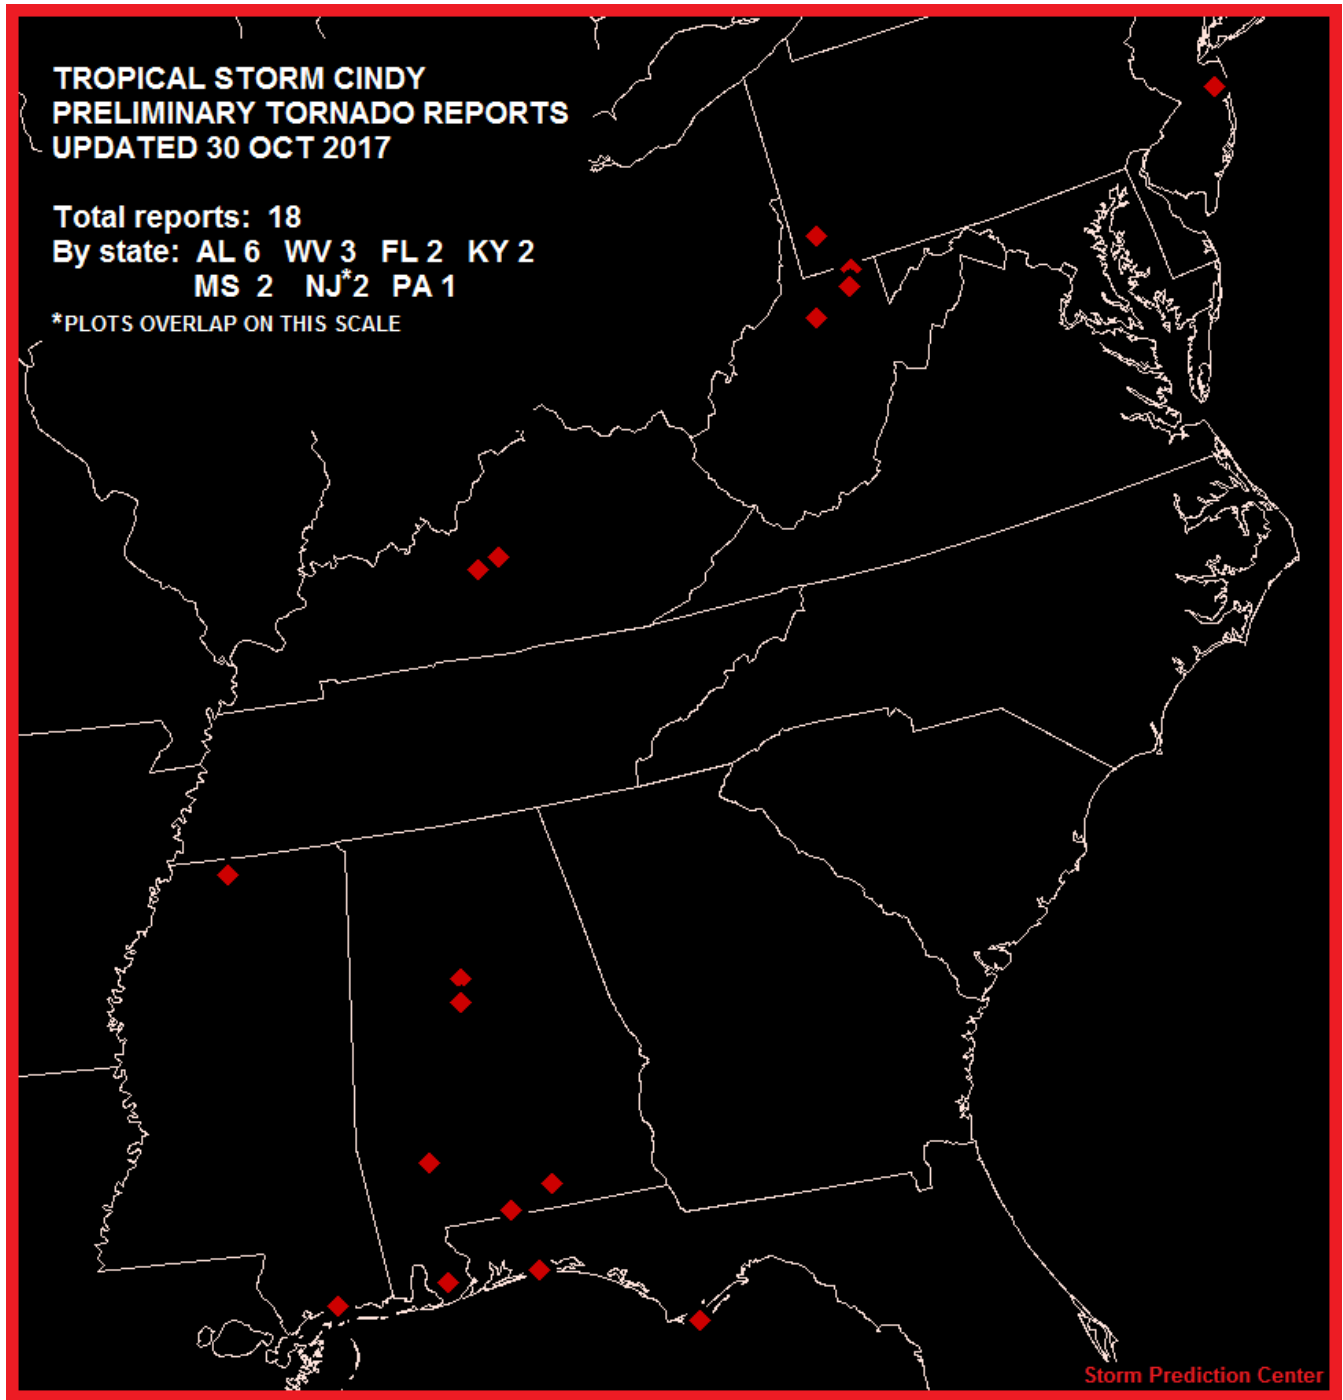 TROPICAL STORM CINDY
PRELIMINARY TORNADO REPORTS
UPDATED 30 OCT 2017
Total reports: 18
By state: AL 6 WV 3 FL 2 KY 2
MS 2 NJ*2 PA 1
*PLOTS OVERLAP ON THIS SCALE
Storm Prediction Center